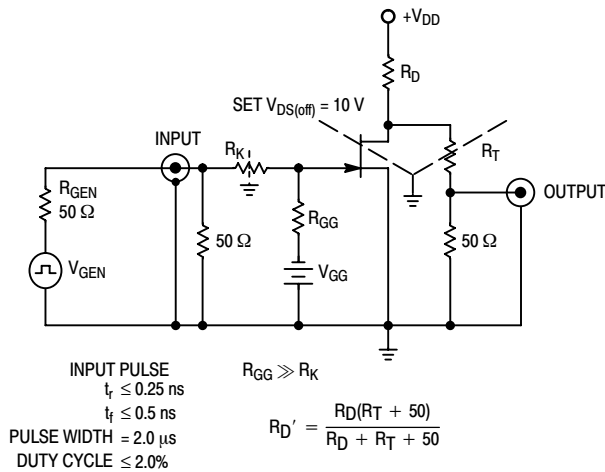 +VDD
RD
SET VDS(off) = 10 V
INPUT
RK
RT
OUTPUT
RGEN
50 Ω
RGG
50 Ω
50 Ω
VGEN
VGG
INPUT PULSE
tr ≤ 0.25 ns
tf ≤ 0.5 ns
PULSE WIDTH = 2.0 μs
DUTY CYCLE ≤ 2.0%
RGG ≫ RK
RD′ = RD(RT + 50)
RD + RT + 50